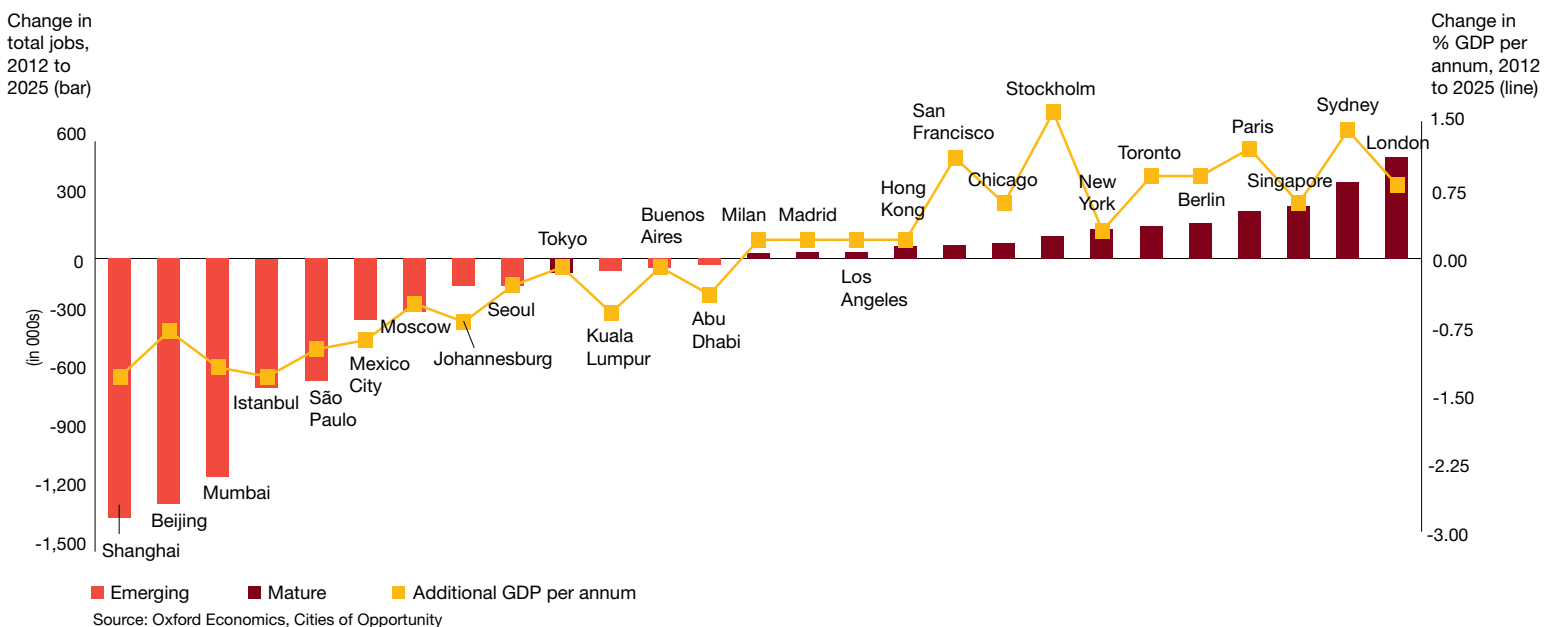 Change in
total jobs,
2012 to
2025 (bar)
Change in
% GDP per
annum, 2012
to 2025 (line)
600
300
0
-300
-600
-900
-1,200
-1,500
(in 000s)
1.50
0.75
0.00
-0.75
-1.50
-2.25
-3.00
Shanghai
Beijing
Mumbai
Istanbul
São
Paulo
Mexico
City
Moscow
Johannesburg
Seoul
Tokyo
Kuala
Lumpur
Buenos
Aires
Abu
Dhabi
Milan
Madrid
Los
Angeles
Hong
Kong
San
Francisco
Chicago
Stockholm
New
York
Toronto
Berlin
Paris
Singapore
Sydney
London
Emerging
Mature
Additional GDP per annum
Source: Oxford Economics, Cities of Opportunity